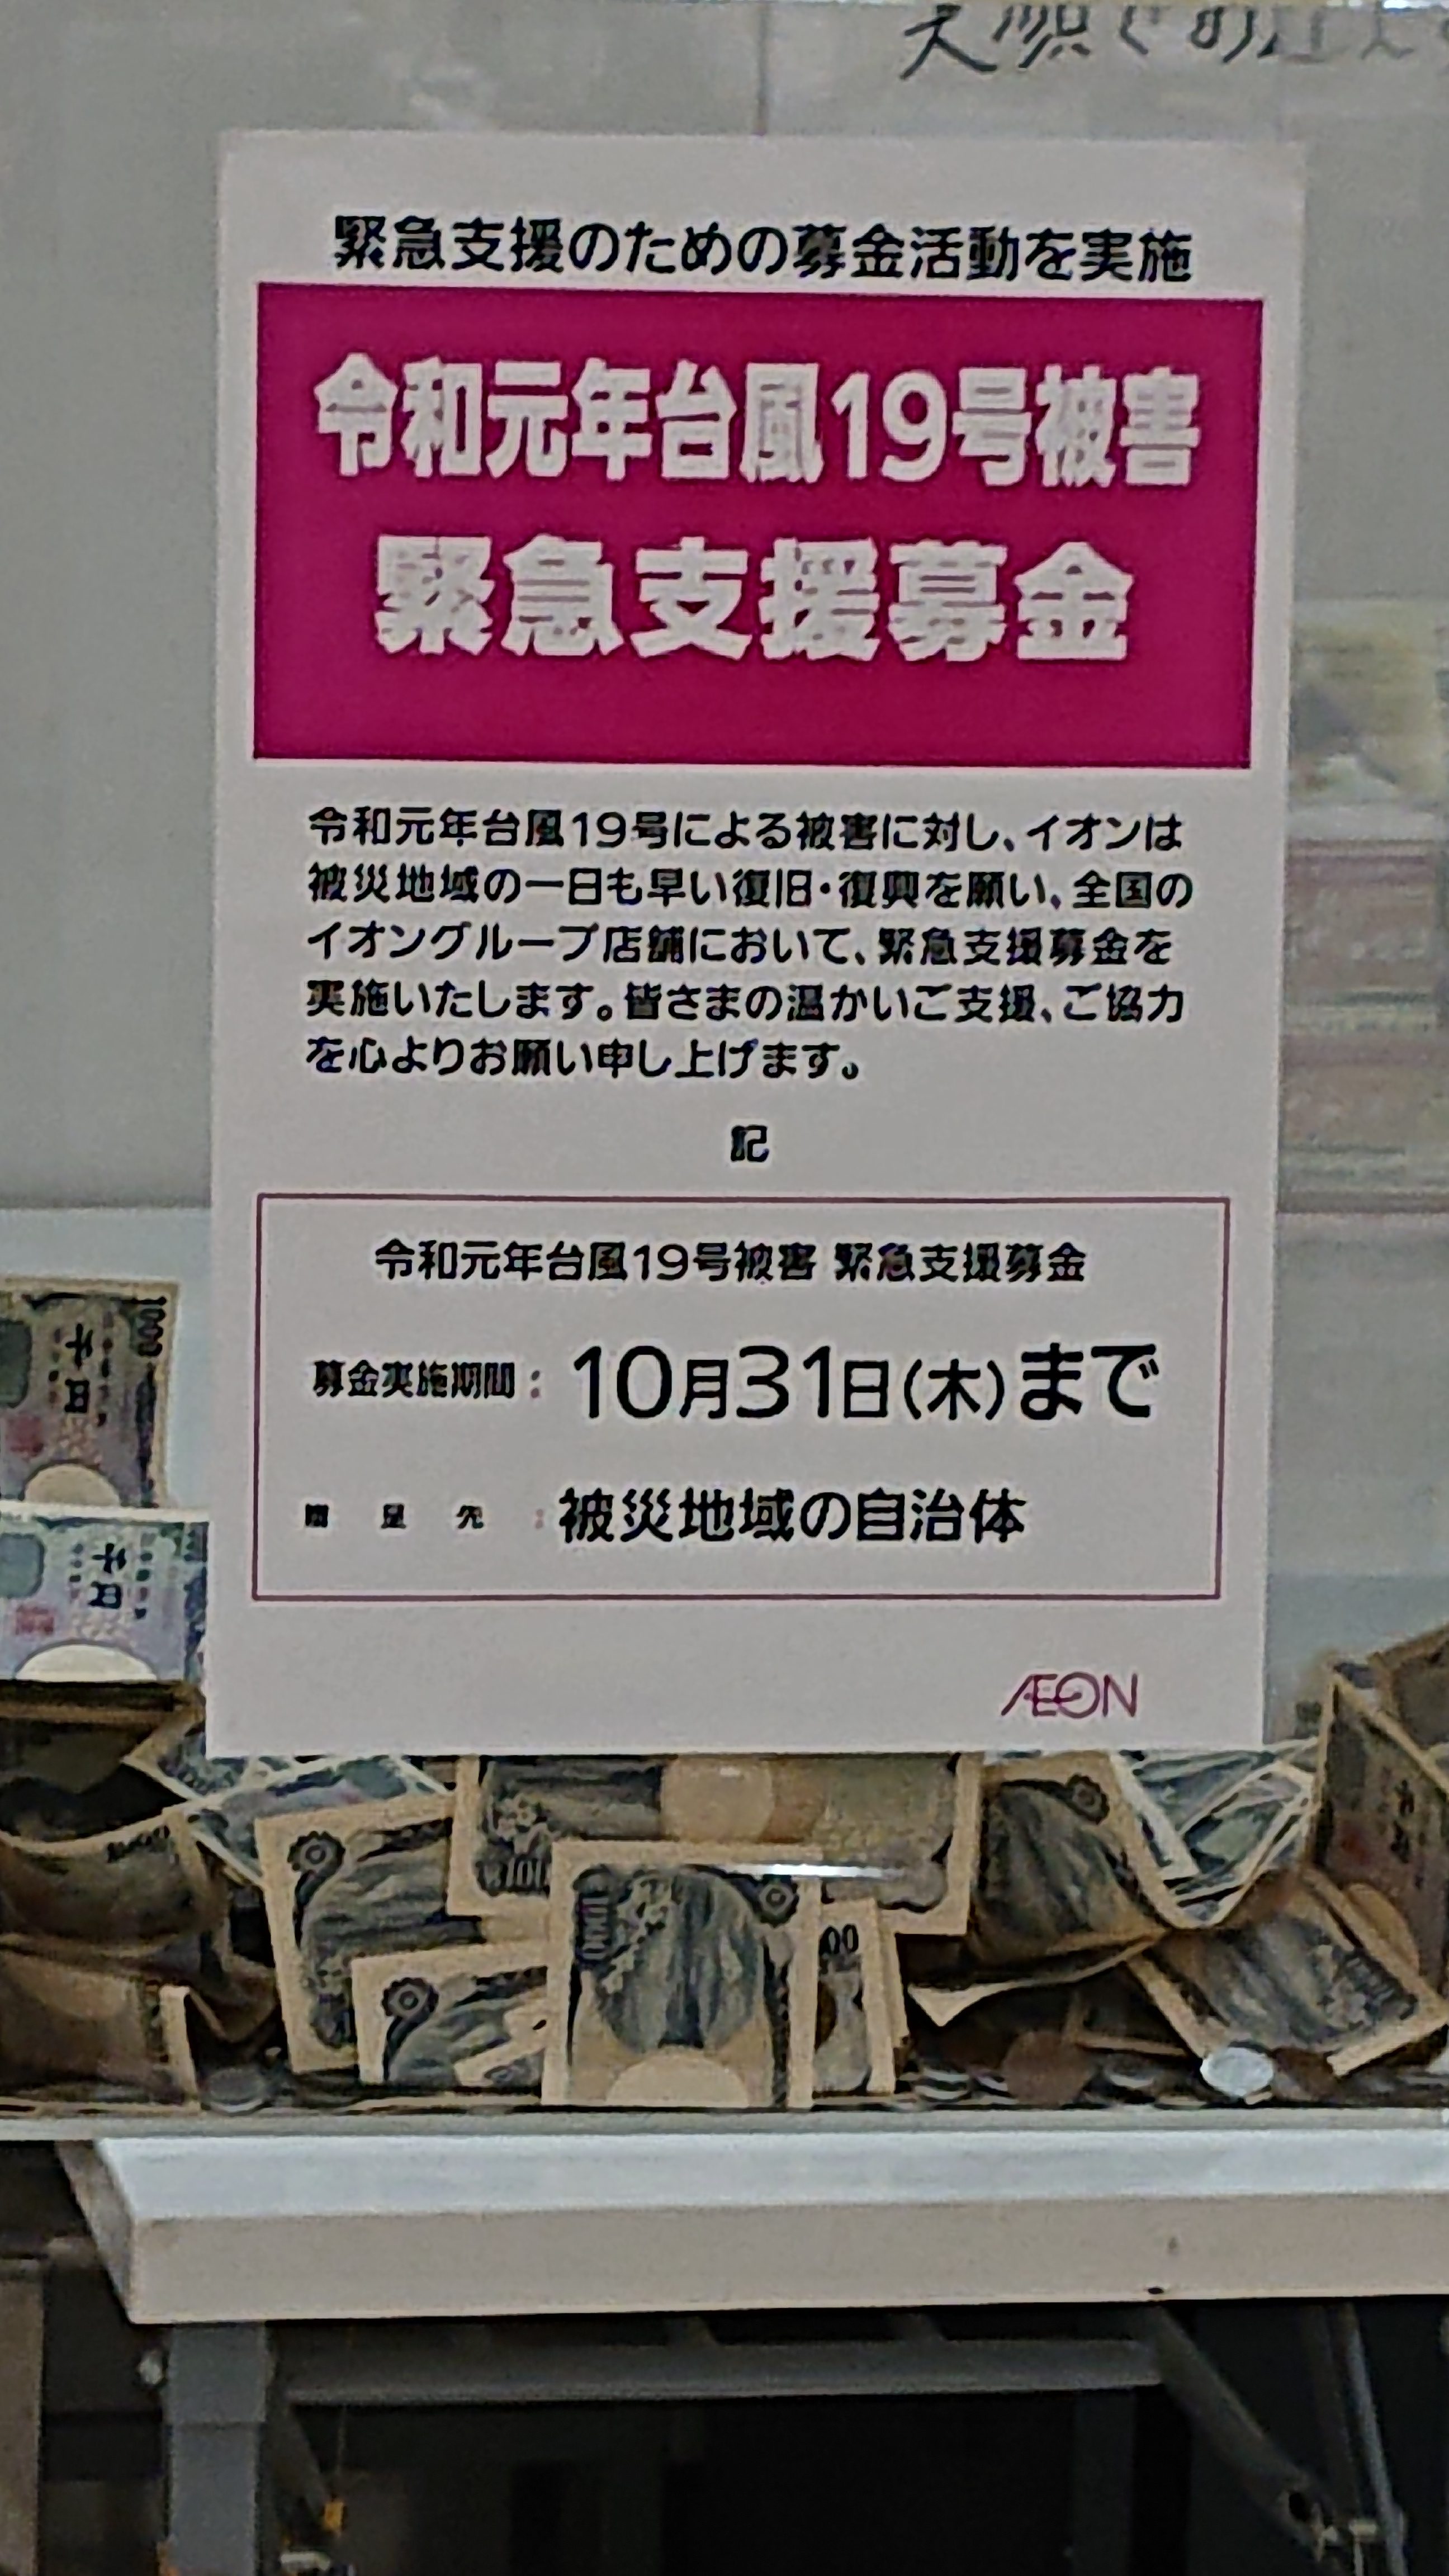 緊急支援のための募金活動を実施
令和元年台風19号被害
緊急支援募金
令和元年台風19号による被害に対し、イオンは
被災地域の一日も早い復旧・復興を願い、全国の
イオングループ店舗において、緊急支援募金を
実施いたします。皆さまの温かいご支援、ご協力
を心よりお願い申し上げます。
記
令和元年台風19号被害 緊急支援募金
募金実施期間：10月31日(木)まで
贈呈先：被災地域の自治体
ÆON